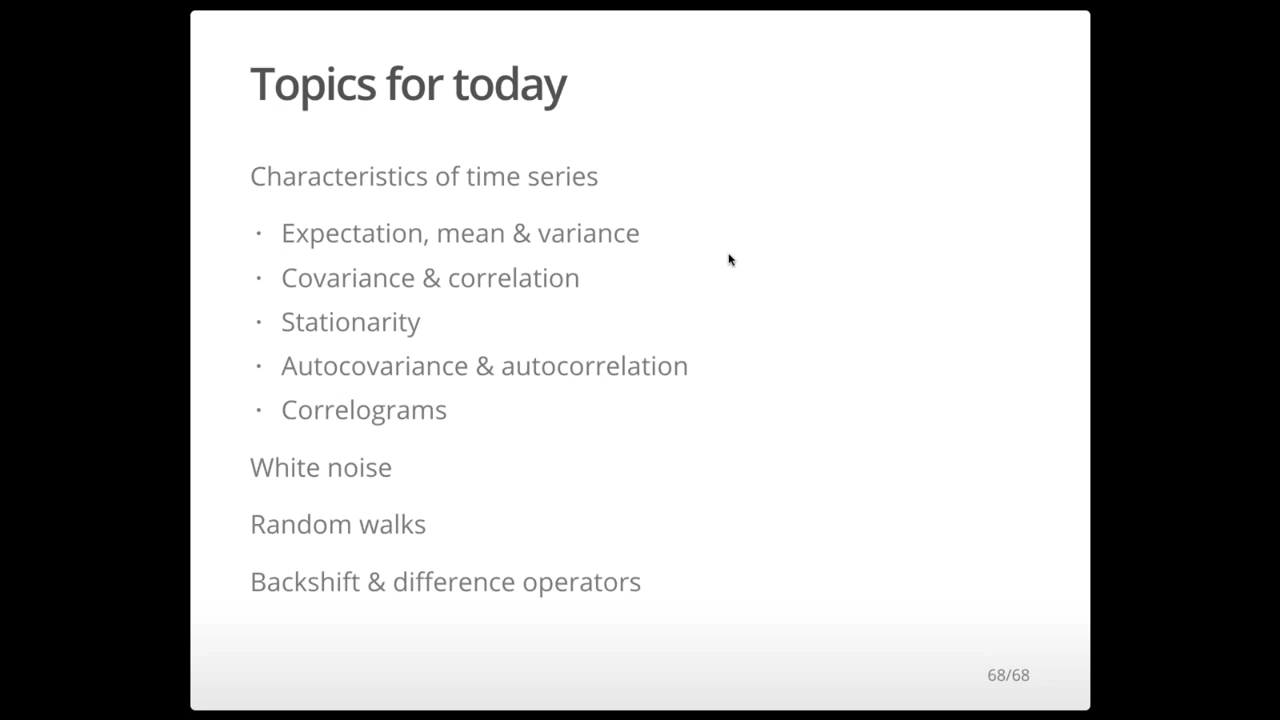 Topics for today
Characteristics of time series
· Expectation, mean & variance
· Covariance & correlation
· Stationarity
· Autocovariance & autocorrelation
· Correlograms
White noise
Random walks
Backshift & difference operators
68/68